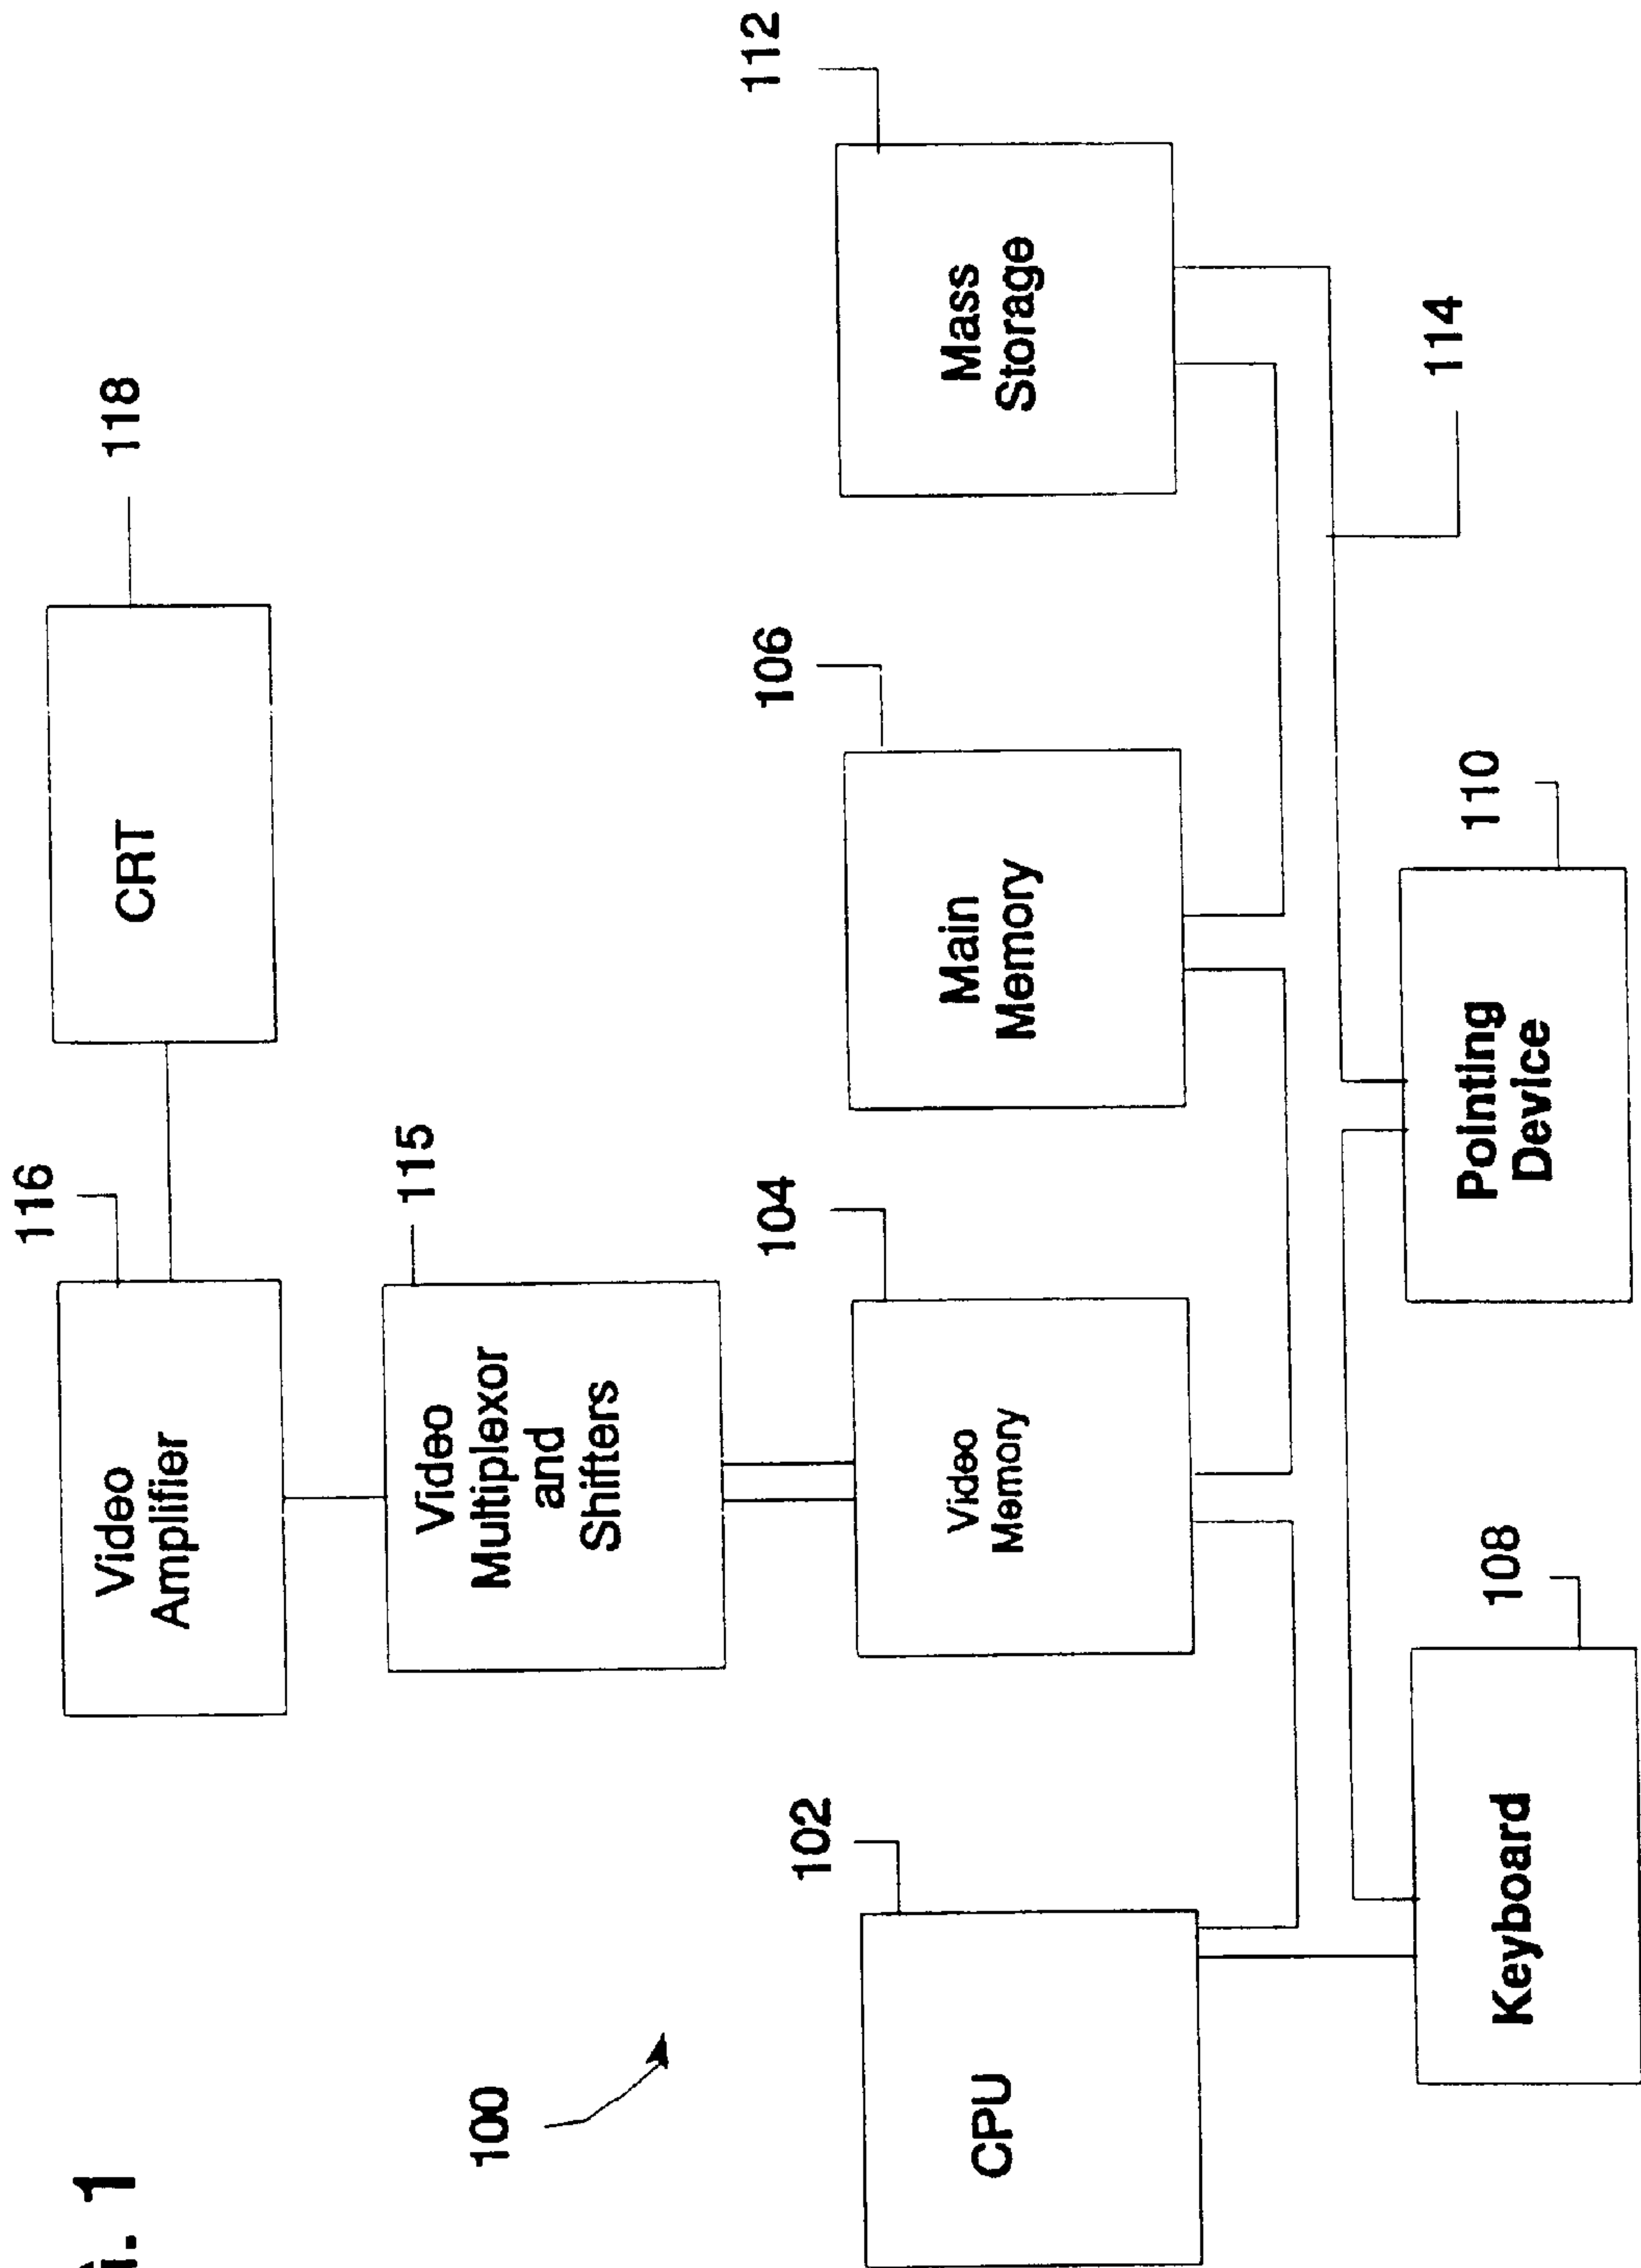 1
116
Video
Amplifier
CRT
118
100
115
Video
Multiplexor
and
Shifters
102
104
106
112
CPU
Video
Memory
Main
Memory
Mass
Storage
108
110
114
Keyboard
Pointing
Device